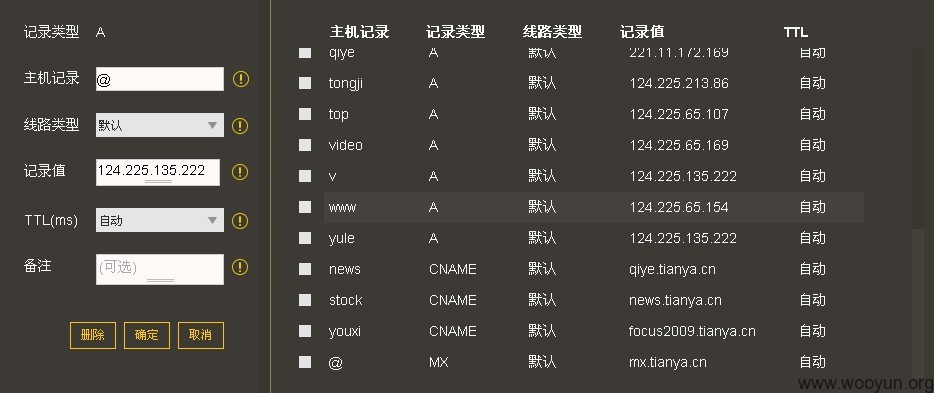 记录类型 A
主机记录 @
线路类型 默认
记录值 124.225.135.222
TTL(ms) 自动
备注 (可选)
删除 确定 取消
主机记录 记录类型 线路类型 记录值 TTL
qiye A 默认 221.11.172.169 自动
tongji A 默认 124.225.213.86 自动
top A 默认 124.225.65.107 自动
video A 默认 124.225.65.169 自动
v A 默认 124.225.135.222 自动
www A 默认 124.225.65.154 自动
yule A 默认 124.225.135.222 自动
news CNAME 默认 qiye.tianya.cn 自动
stock CNAME 默认 news.tianya.cn 自动
youxi CNAME 默认 focus2009.tianya.cn 自动
@ MX 默认 mx.tianya.cn 自动
www.wooyun.org